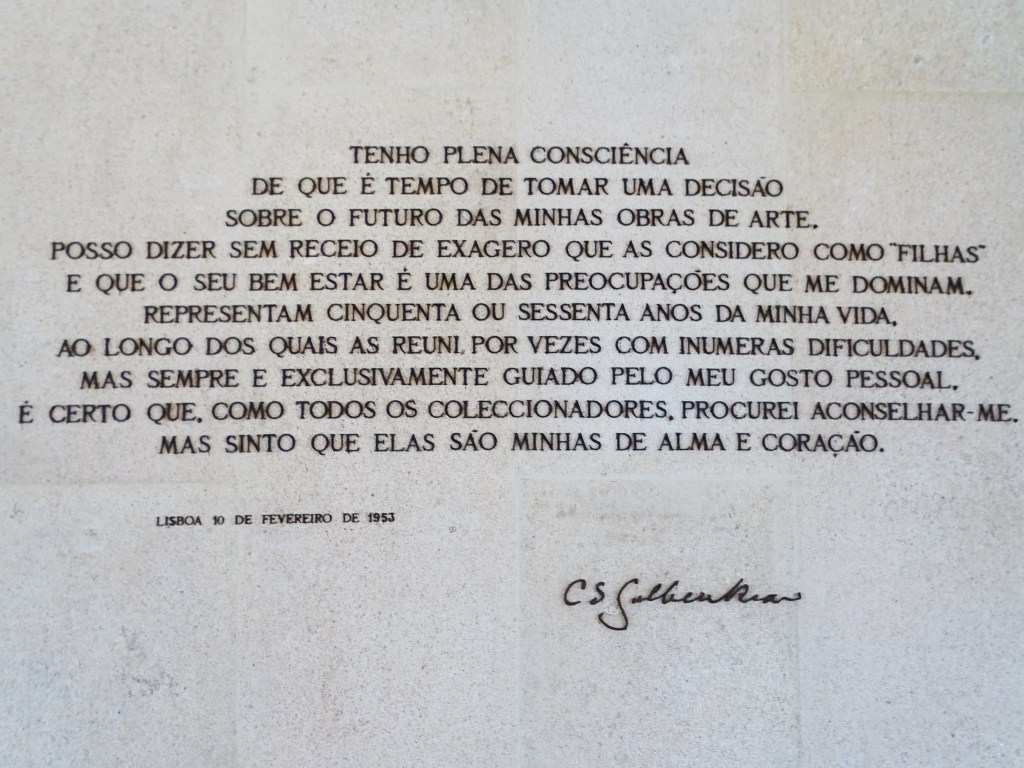 TENHO PLENA CONSCIÊNCIA
DE QUE É TEMPO DE TOMAR UMA DECISÃO
SOBRE O FUTURO DAS MINHAS OBRAS DE ARTE.
POSSO DIZER SEM RECEIO DE EXAGERO QUE AS CONSIDERO COMO "FILHAS"
E QUE O SEU BEM ESTAR É UMA DAS PREOCUPAÇÕES QUE ME DOMINAM.
REPRESENTAM CINQUENTA OU SESSENTA ANOS DA MINHA VIDA,
AO LONGO DOS QUAIS AS REUNI, POR VEZES COM INUMERAS DIFICULDADES,
MAS SEMPRE E EXCLUSIVAMENTE GUIADO PELO MEU GOSTO PESSOAL.
É CERTO QUE, COMO TODOS OS COLECCIONADORES, PROCUREI ACONSELHAR-ME.
MAS SINTO QUE ELAS SÃO MINHAS DE ALMA E CORAÇÃO.
LISBOA 10 DE FEVEREIRO DE 1953
C S Gulbenkian